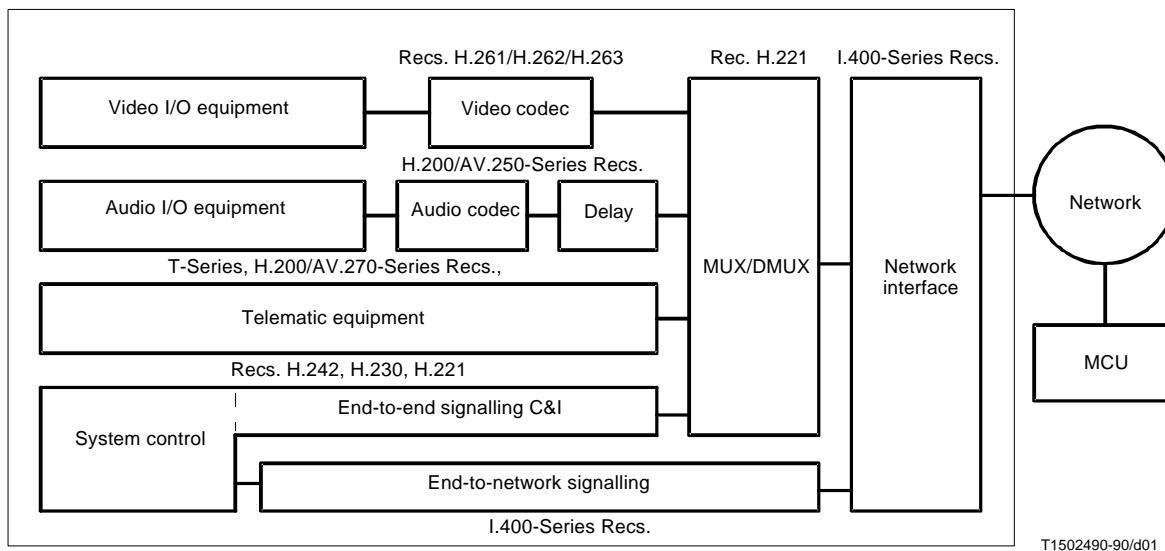 Recs. H.261/H.262/H.263
Rec. H.221
I.400-Series Recs.
Video I/O equipment
Video codec
H.200/AV.250-Series Recs.
Audio I/O equipment
Audio codec
Delay
Network
T-Series, H.200/AV.270-Series Recs.,
MUX/DMUX
Network
interface
Telematic equipment
MCU
Recs. H.242, H.230, H.221
End-to-end signalling C&I
System control
End-to-network signalling
I.400-Series Recs.
T1502490-90/d01